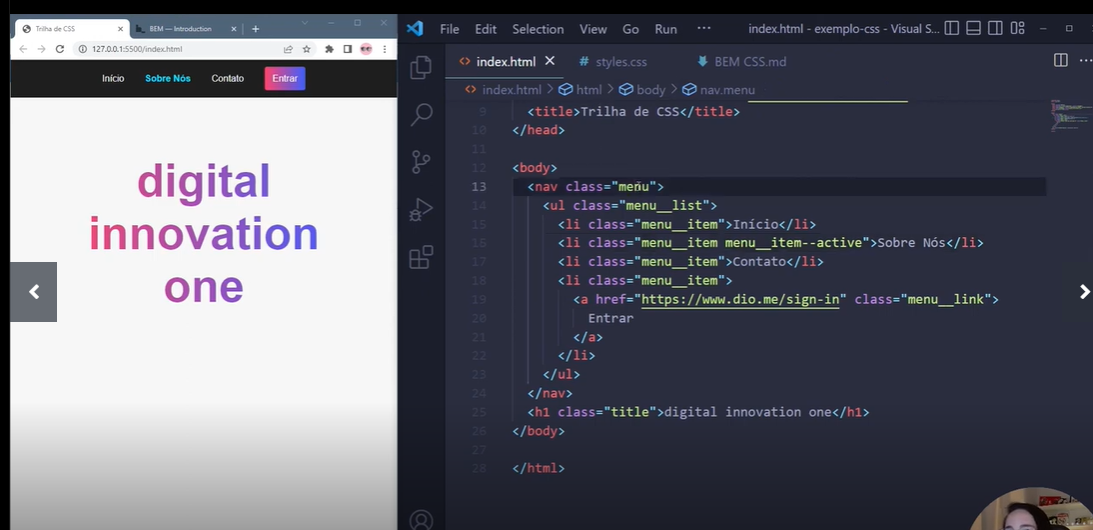 Trilha de CSS
BEM — Introduction
127.0.0.1:5500/index.html
Início
Sobre Nós
Contato
Entrar
digital
innovation
one
File Edit Selection View Go Run ··· index.html - exemplo-css - Visual S...
index.html
# styles.css
BEM CSS.md
index.html > html > body > nav.menu
9 <title>Trilha de CSS</title>
10 </head>
11
12 <body>
13 <nav class="menu">
14 <ul class="menu__list">
15 <li class="menu__item">Início</li>
16 <li class="menu__item menu__item--active">Sobre Nós</li>
17 <li class="menu__item">Contato</li>
18 <li class="menu__item">
19 <a href="https://www.dio.me/sign-in" class="menu__link">
20 Entrar
21 </a>
22 </li>
23 </ul>
24 </nav>
25 <h1 class="title">digital innovation one</h1>
26 </body>
27
28 </html>